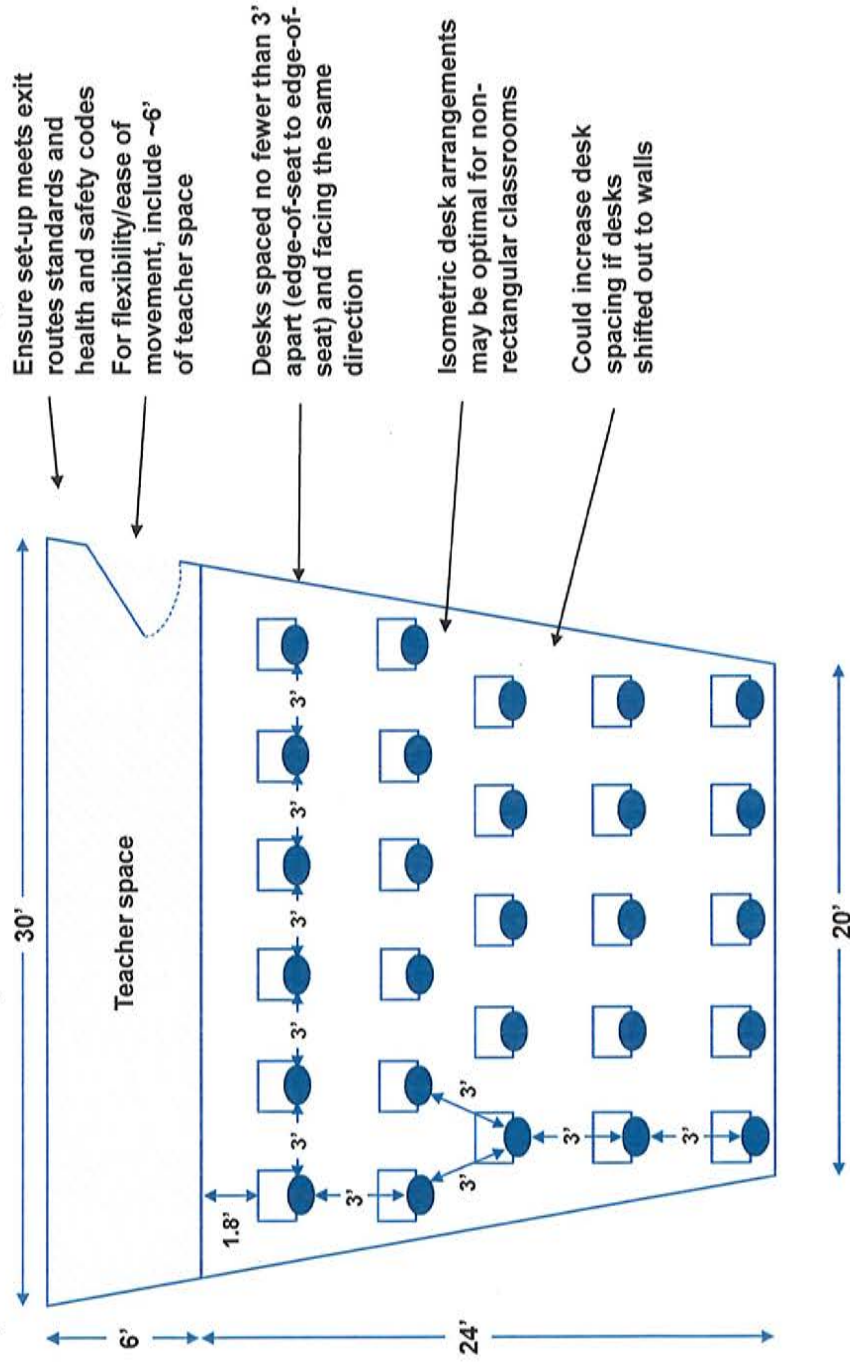 Ensure set-up meets exit
routes standards and
health and safety codes
For flexibility/ease of
movement, include ~6’
of teacher space
Desks spaced no fewer than 3’
apart (edge-of-seat to edge-of-
seat) and facing the same
direction
Isometric desk arrangements
may be optimal for non-
rectangular classrooms
Could increase desk
spacing if desks
shifted out to walls
30’
6’
Teacher space
24’
1.8’
3’
3’
3’
3’
3’
3’
3’
3’
3’
3’
20’